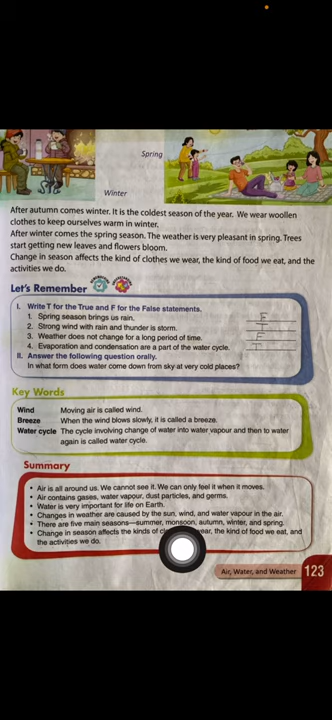 Spring
Winter
After autumn comes winter. It is the coldest season of the year. We wear woollen
clothes to keep ourselves warm in winter.
After winter comes the spring season. The weather is very pleasant in spring. Trees
start getting new leaves and flowers bloom.
Change in season affects the kind of clothes we wear, the kind of food we eat, and the
activities we do.
Let's Remember
I. Write T for the True and F for the False statements.
1. Spring season brings us rain. F
2. Strong wind with rain and thunder is storm. T
3. Weather does not change for a long period of time. F
4. Evaporation and condensation are a part of the water cycle. T
II. Answer the following question orally.
In what form does water come down from sky at very cold places?
Key Words
Wind Moving air is called wind.
Breeze When the wind blows slowly, it is called a breeze.
Water cycle The cycle involving change of water into water vapour and then to water
again is called water cycle.
Summary
• Air is all around us. We cannot see it. We can only feel it when it moves.
• Air contains gases, water vapour, dust particles, and germs.
• Water is very important for life on Earth.
• Changes in weather are caused by the sun, wind, and water vapour in the air.
• There are five main seasons—summer, monsoon, autumn, winter, and spring.
• Change in season affects the kinds of wear, the kind of food we eat, and
the activities we do.
Air, Water, and Weather 123